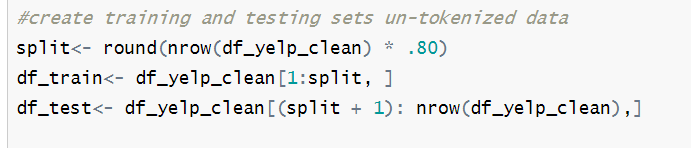 #create training and testing sets un-tokenized data
split<- round(nrow(df_yelp_clean) * .80)
df_train<- df_yelp_clean[1:split, ]
df_test<- df_yelp_clean[(split + 1): nrow(df_yelp_clean),]